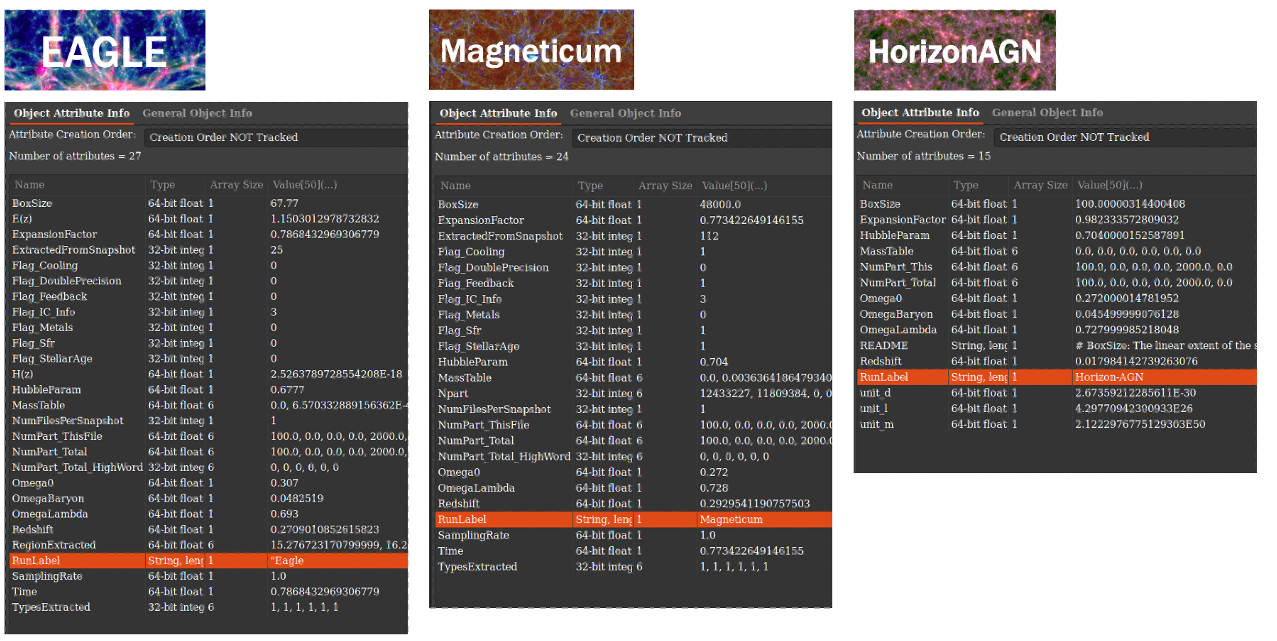 EAGLE
Object Attribute Info General Object Info
Attribute Creation Order: Creation Order NOT Tracked
Number of attributes = 27
Name Type Array Size Value[50](...)
BoxSize 64-bit float 1 67.77
E(z) 64-bit float 1 1.1503012978732832
ExpansionFactor 64-bit float 1 0.7868432969306779
ExtractedFromSnapshot 32-bit integ 1 25
Flag_Cooling 32-bit integ 1 0
Flag_DoublePrecision 32-bit integ 1 0
Flag_Feedback 32-bit integ 1 0
Flag_IC_Info 32-bit integ 1 3
Flag_Metals 32-bit integ 1 0
Flag_Sfr 32-bit integ 1 0
Flag_StellarAge 32-bit integ 1 0
H(z) 64-bit float 1 2.5263789728554208E-18
HubbleParam 64-bit float 1 0.6777
MassTable 64-bit float 6 0.0, 6.570332889156362E-4
NumFilesPerSnapshot 32-bit integ 1 1
NumPart_ThisFile 64-bit float 6 100.0, 0.0, 0.0, 0.0, 2000.0,
NumPart_Total 64-bit float 6 100.0, 0.0, 0.0, 0.0, 2000.0,
NumPart_Total_HighWord 32-bit integ 6 0, 0, 0, 0, 0, 0
Omega0 64-bit float 1 0.307
OmegaBaryon 64-bit float 1 0.0482519
OmegaLambda 64-bit float 1 0.693
Redshift 64-bit float 1 0.2709010852615823
RegionExtracted 64-bit float 6 15.276723170799999, 16.2
RunLabel String, leng 1 "Eagle
SamplingRate 64-bit float 1 1.0
Time 64-bit float 1 0.7868432969306779
TypesExtracted 32-bit integ 6 1, 1, 1, 1, 1, 1
Magneticum
Object Attribute Info General Object Info
Attribute Creation Order: Creation Order NOT Tracked
Number of attributes = 24
Name Type Array Size Value[50](...)
BoxSize 64-bit float 1 48000.0
ExpansionFactor 64-bit float 1 0.773422649146155
ExtractedFromSnapshot 32-bit integ 1 112
Flag_Cooling 32-bit integ 1 1
Flag_DoublePrecision 32-bit integ 1 0
Flag_Feedback 32-bit integ 1 1
Flag_IC_Info 32-bit integ 1 3
Flag_Metals 32-bit integ 1 0
Flag_Sfr 32-bit integ 1 1
Flag_StellarAge 32-bit integ 1 1
HubbleParam 64-bit float 1 0.704
MassTable 64-bit float 6 0.0, 0.0036364186479340
Npart 32-bit integ 6 12433227, 11809384, 0, 0
NumFilesPerSnapshot 32-bit integ 1 1
NumPart_ThisFile 64-bit float 6 100.0, 0.0, 0.0, 0.0, 2000.0
NumPart_Total 64-bit float 6 100.0, 0.0, 0.0, 0.0, 2000.0
NumPart_Total_HighWord 32-bit integ 6 0, 0, 0, 0, 0, 0
Omega0 64-bit float 1 0.272
OmegaLambda 64-bit float 1 0.728
Redshift 64-bit float 1 0.2929541190757503
RunLabel String, leng 1 Magneticum
SamplingRate 64-bit float 1 1.0
Time 64-bit float 1 0.773422649146155
TypesExtracted 32-bit integ 6 1, 1, 1, 1, 1, 1
HorizonAGN
Object Attribute Info General Object Info
Attribute Creation Order: Creation Order NOT Tracked
Number of attributes = 15
Name Type Array Size Value[50](...)
BoxSize 64-bit float 1 100.00000314400408
ExpansionFactor 64-bit float 1 0.982333572809032
HubbleParam 64-bit float 1 0.7040000152587891
MassTable 64-bit float 6 0.0, 0.0, 0.0, 0.0, 0.0, 0.0
NumPart_This 64-bit float 6 100.0, 0.0, 0.0, 0.0, 2000.0, 0.0
NumPart_Total 64-bit float 6 100.0, 0.0, 0.0, 0.0, 2000.0, 0.0
Omega0 64-bit float 1 0.272000014781952
OmegaBaryon 64-bit float 1 0.045499999076128
OmegaLambda 64-bit float 1 0.727999985218048
README String, leng 1 # BoxSize: The linear extent of the s
Redshift 64-bit float 1 0.017984142739263076
RunLabel String, leng 1 Horizon-AGN
unit_d 64-bit float 1 2.67359212285611E-30
unit_l 64-bit float 1 4.29770942300933E26
unit_m 64-bit float 1 2.1222976775129303E50